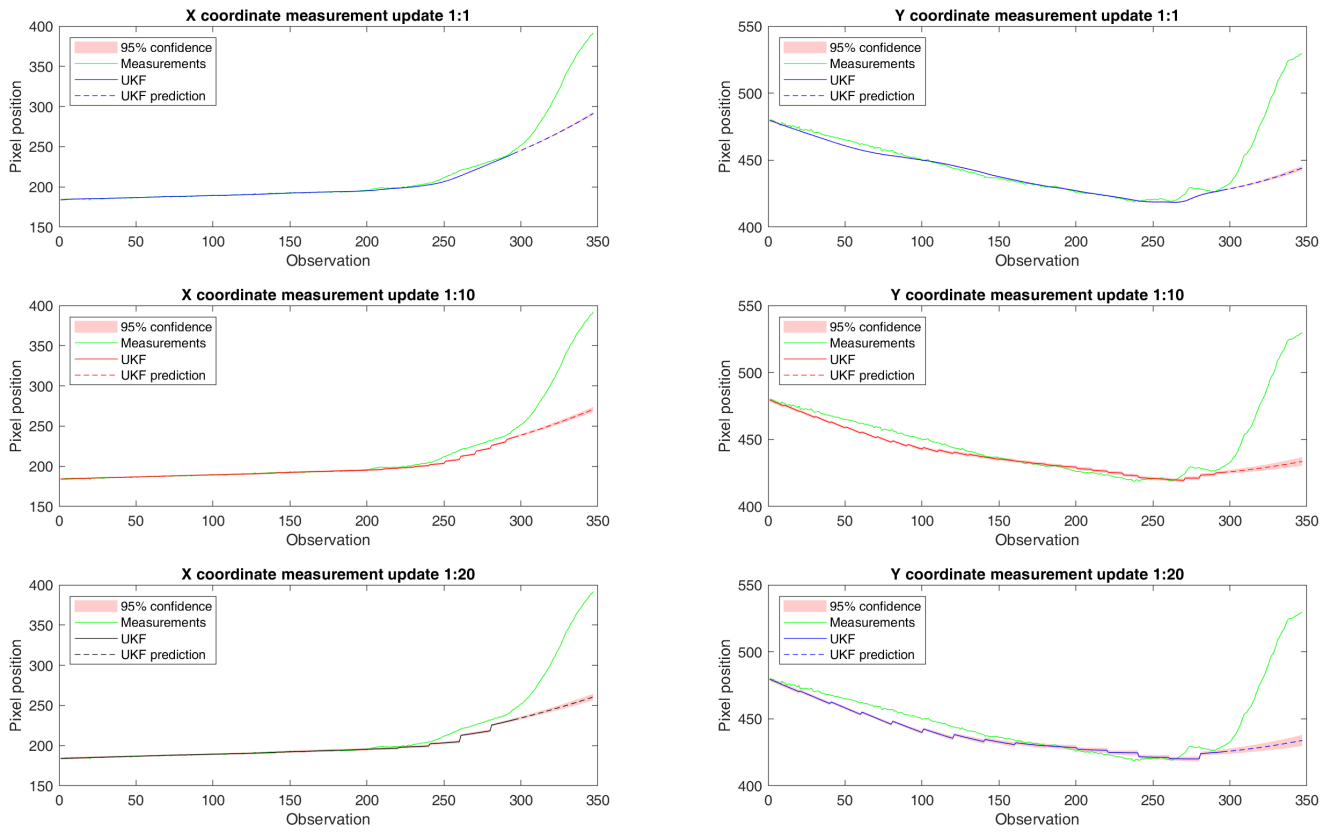 X coordinate measurement update 1:1
400
350
300
250
200
150
Pixel position
95% confidence
Measurements
UKF
UKF prediction
0 50 100 150 200 250 300 350
Observation
Y coordinate measurement update 1:1
550
500
450
400
Pixel position
95% confidence
Measurements
UKF
UKF prediction
0 50 100 150 200 250 300 350
Observation
X coordinate measurement update 1:10
400
350
300
250
200
150
Pixel position
95% confidence
Measurements
UKF
UKF prediction
0 50 100 150 200 250 300 350
Observation
Y coordinate measurement update 1:10
550
500
450
400
Pixel position
95% confidence
Measurements
UKF
UKF prediction
0 50 100 150 200 250 300 350
Observation
X coordinate measurement update 1:20
400
350
300
250
200
150
Pixel position
95% confidence
Measurements
UKF
UKF prediction
0 50 100 150 200 250 300 350
Observation
Y coordinate measurement update 1:20
550
500
450
400
Pixel position
95% confidence
Measurements
UKF
UKF prediction
0 50 100 150 200 250 300 350
Observation